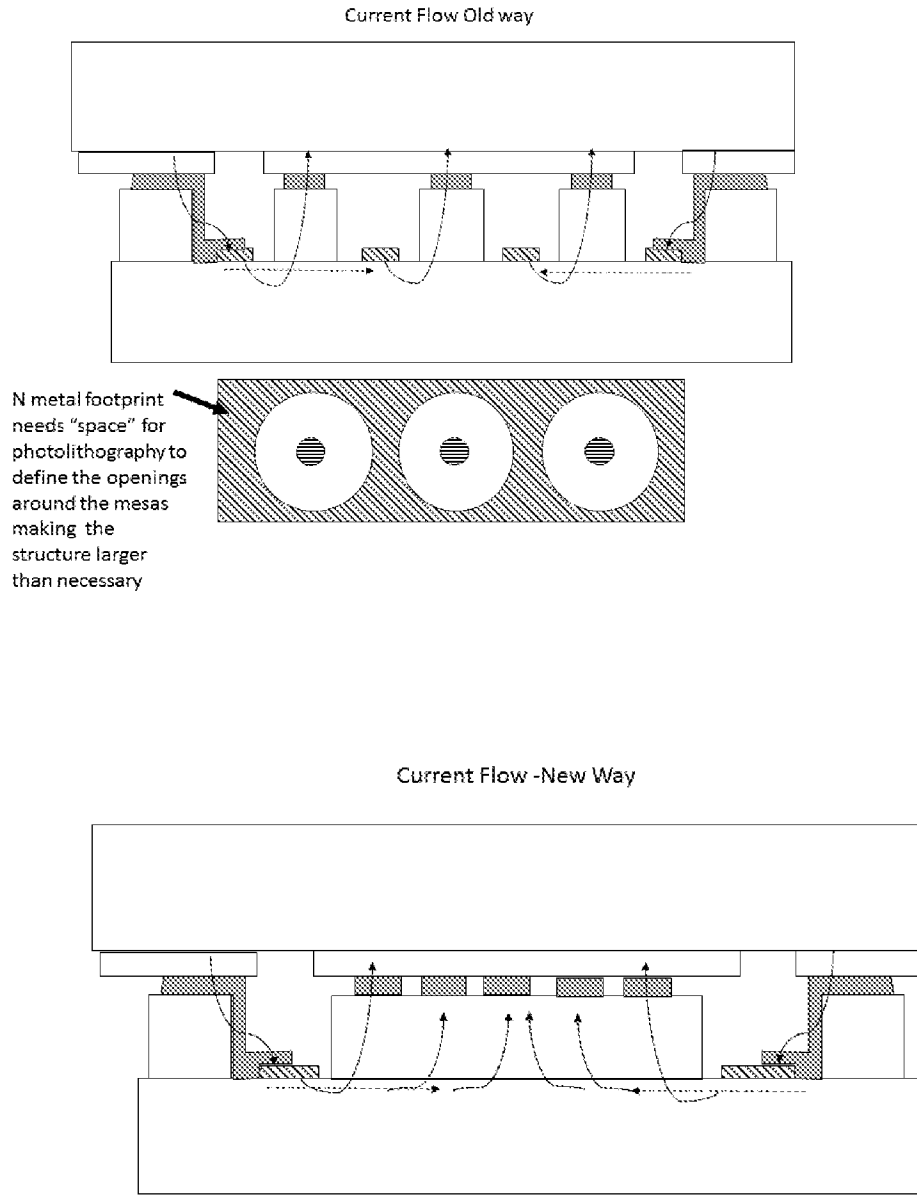 Current Flow Old way
N metal footprint
needs “space” for
photolithography to
define the openings
around the mesas
making the
structure larger
than necessary
Current Flow -New Way